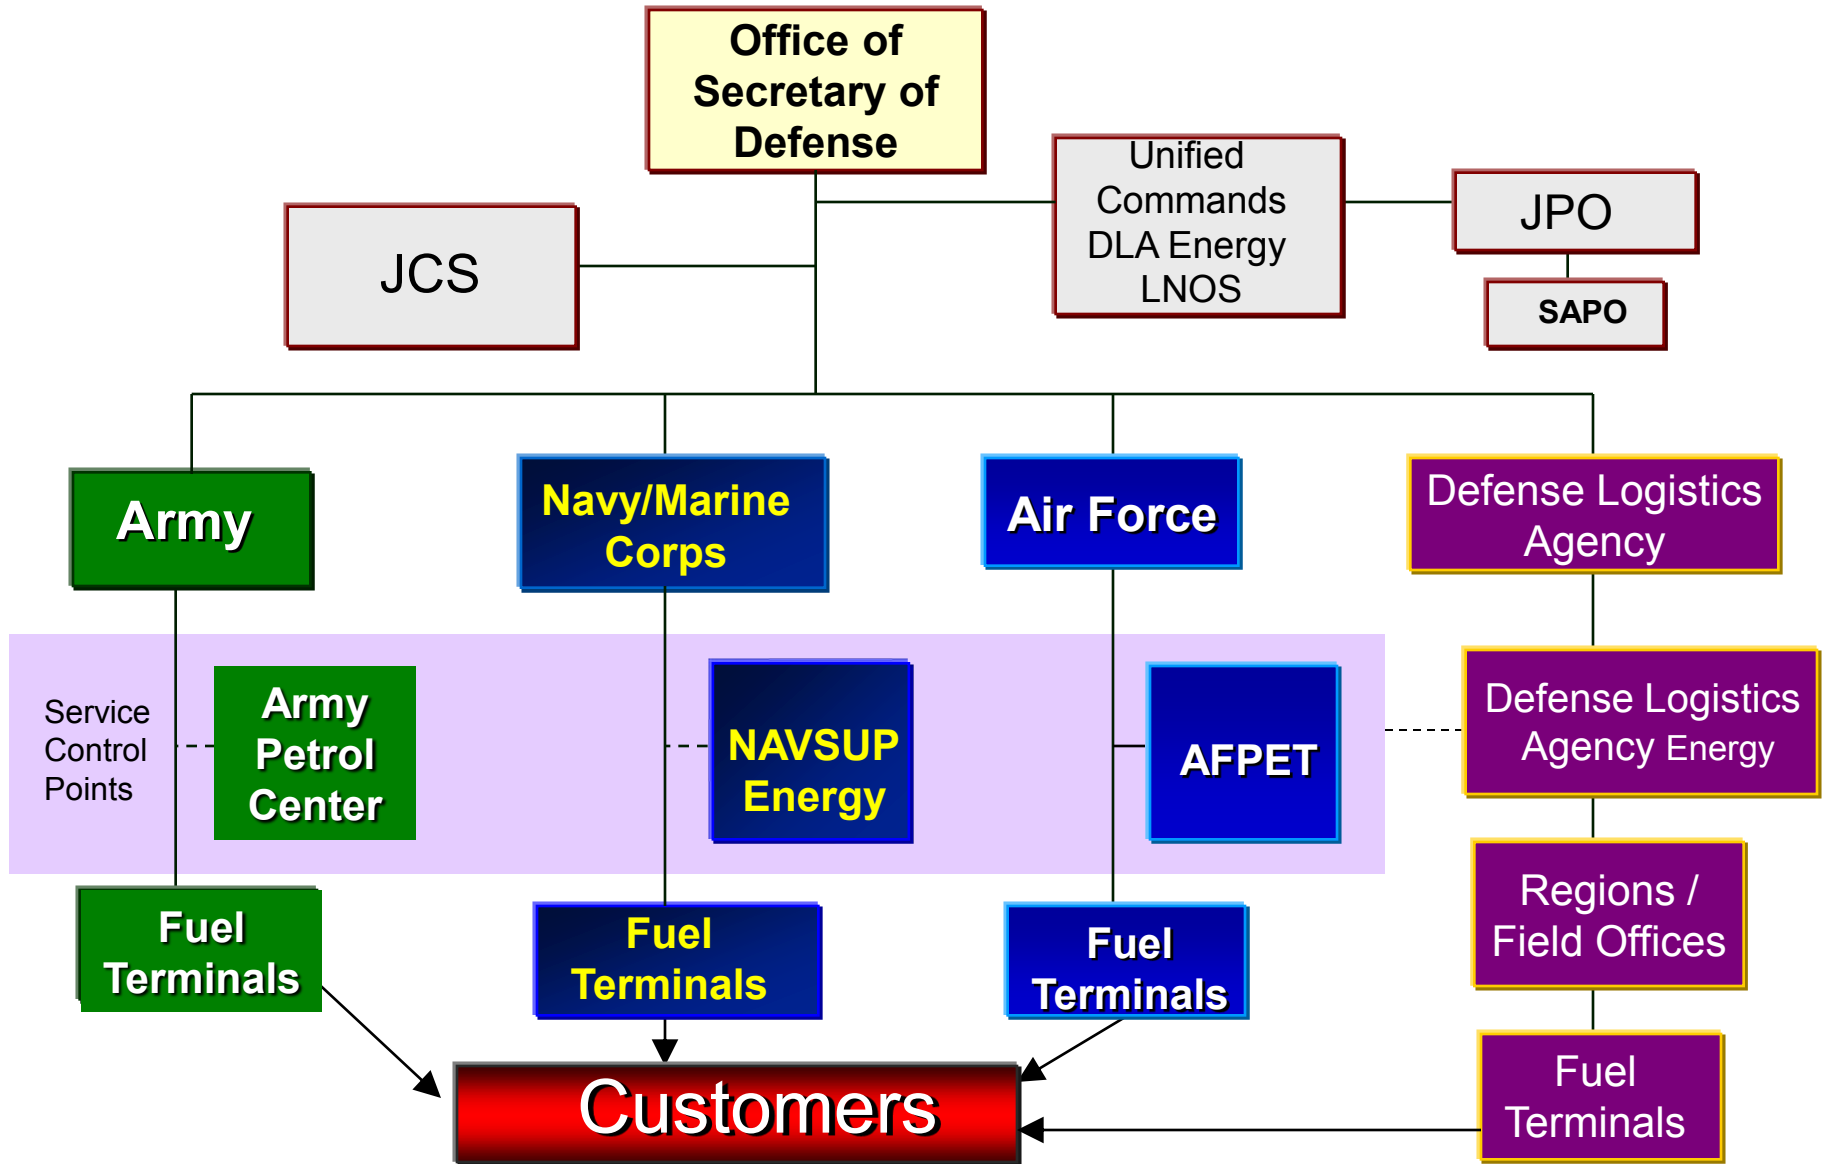 Office of
Secretary of
Defense
Unified
Commands
DLA Energy
LNOS
JPO
SAPO
JCS
Army
Navy/Marine
Corps
Air Force
Defense Logistics
Agency
Service
Control
Points
Army
Petrol
Center
NAVSUP
Energy
AFPET
Defense Logistics
Agency Energy
Regions /
Field Offices
Fuel
Terminals
Fuel
Terminals
Fuel
Terminals
Fuel
Terminals
Customers